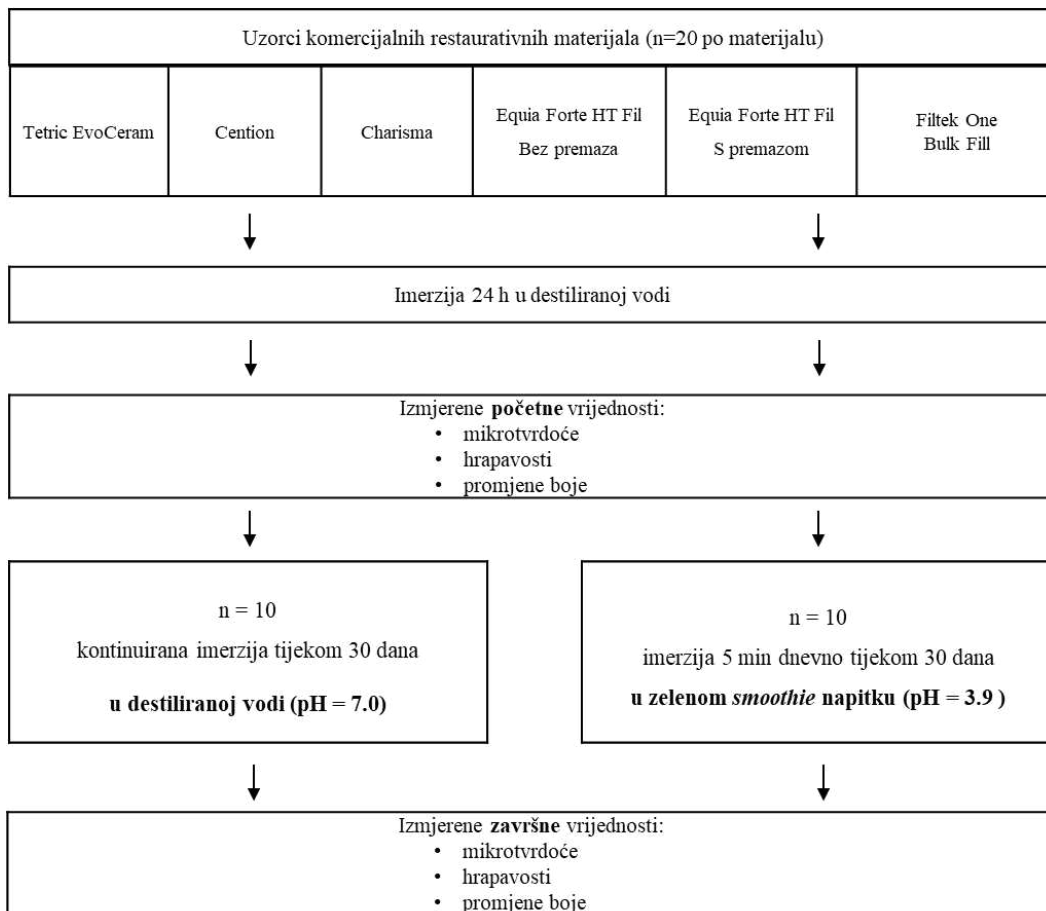 Uzorci komercijalnih restaurativnih materijala (n=20 po materijalu)
Tetric EvoCeram
Cention
Charisma
Equia Forte HT Fil
Bez premaza
Equia Forte HT Fil
S premazom
Filtek One
Bulk Fill
Imerzija 24 h u destiliranoj vodi
Izmjerene početne vrijednosti:
• mikrotvrdoće
• hrapavosti
• promjene boje
n = 10
kontinuirana imerzija tijekom 30 dana
u destiliranoj vodi (pH = 7.0)
n = 10
imerzija 5 min dnevno tijekom 30 dana
u zelenom smoothie napitku (pH = 3.9 )
Izmjerene završne vrijednosti:
• mikrotvrdoće
• hrapavosti
• promjene boje